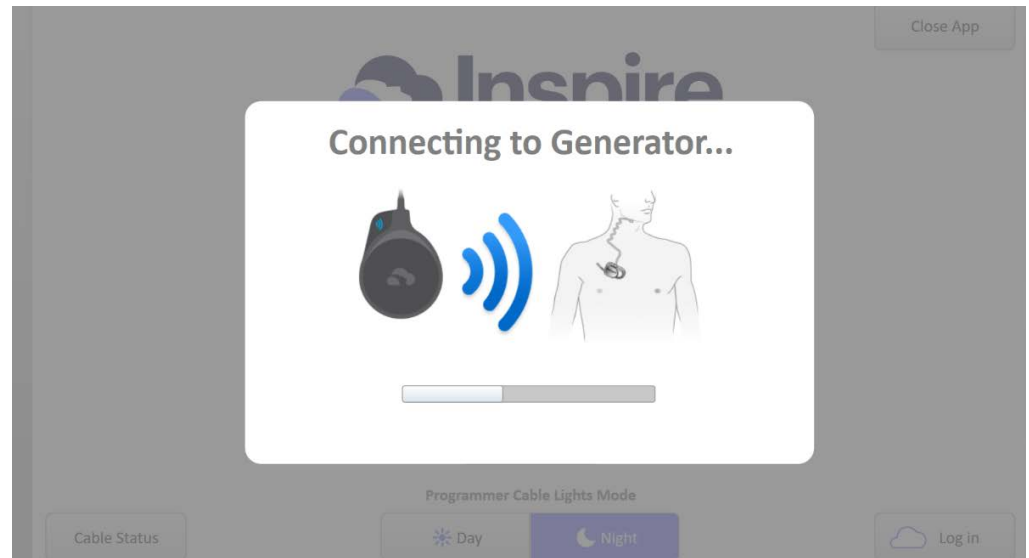 Close App
Inspire
Connecting to Generator...
Programmer Cable Lights Mode
Cable Status
Day
Night
Log in